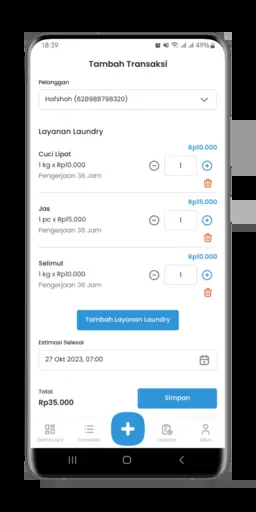 18:39
49%
Tambah Transaksi
Pelanggan
Hafshah (628988798320)
Layanan Laundry
Rp10.000
Cuci Lipat
1 kg x Rp10.000
1
Pengerjaan 36 Jam
Rp15.000
Jas
1 pc x Rp15.000
1
Pengerjaan 36 Jam
Rp10.000
Selimut
1 kg x Rp10.000
1
Pengerjaan 36 Jam
Tambah Layanan Laundry
Estimasi Selesai
27 Okt 2023, 07:00
Total
Rp35.000
Simpan
Dashboard
Transaksi
Laporan
Akun